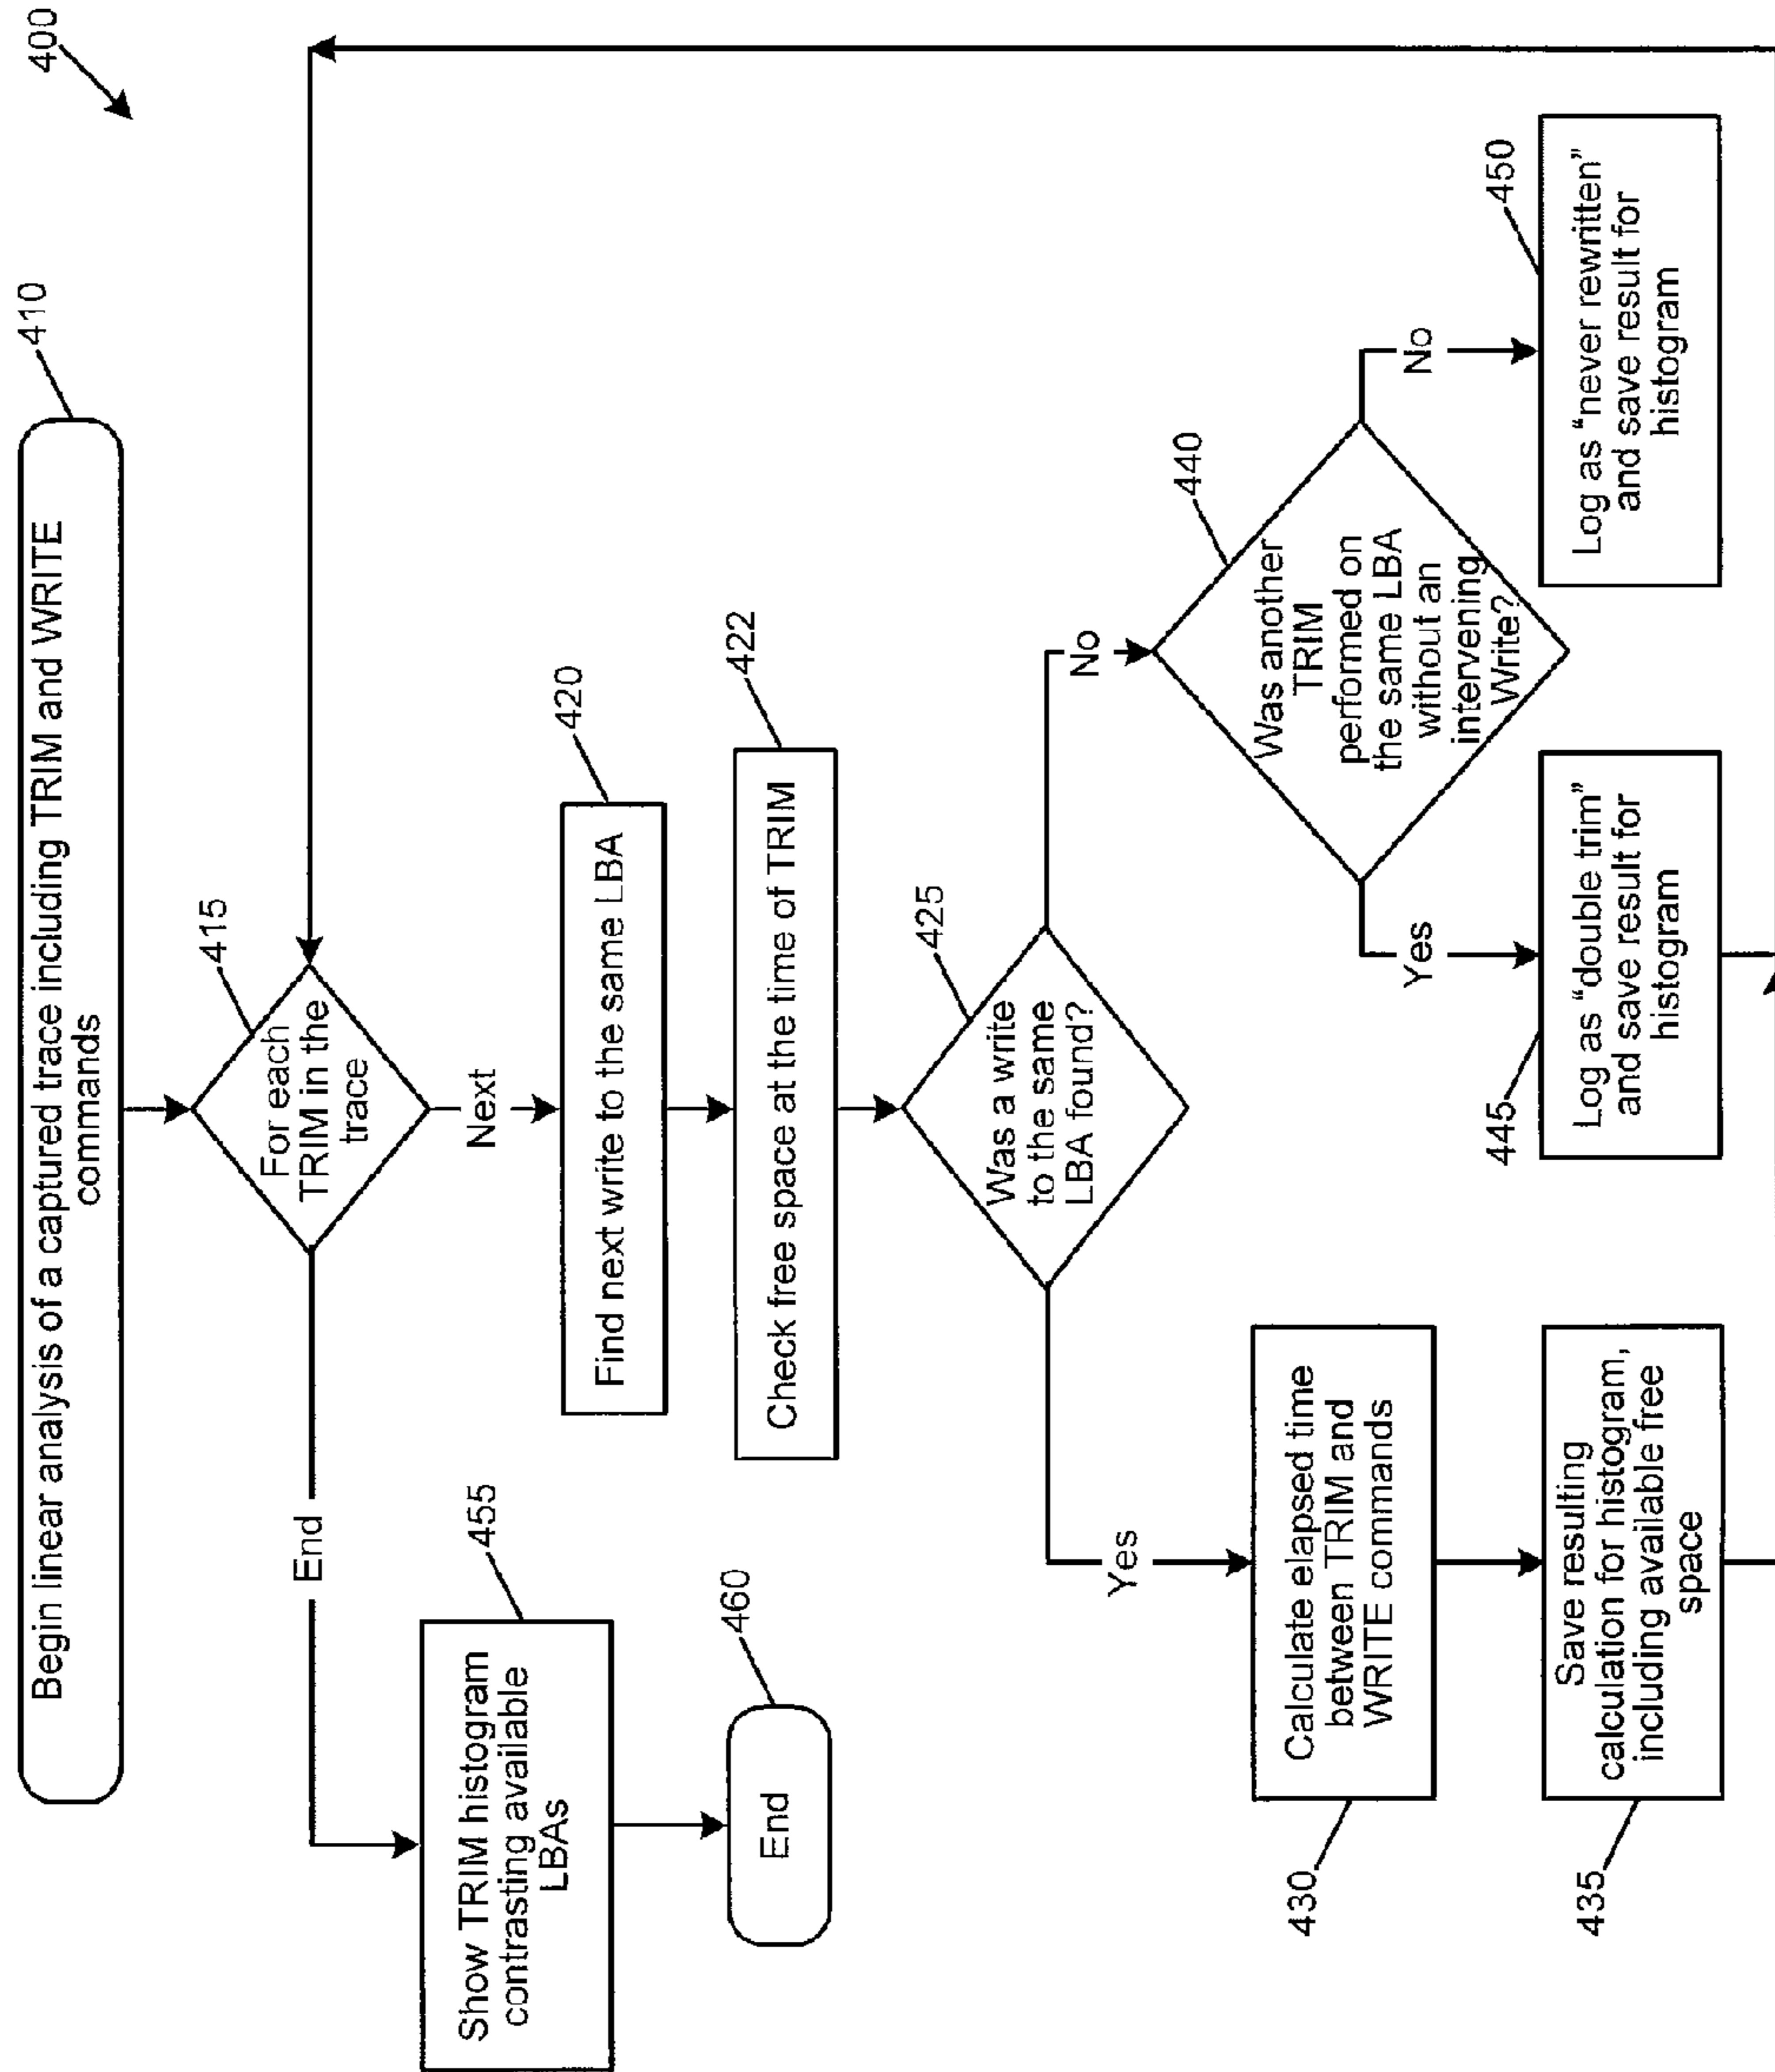 400
410
Begin linear analysis of a captured trace including TRIM and WRITE
commands
415
For each
TRIM in the
trace
End
Next
455
Show TRIM histogram
contrasting available
LBAs
460
End
420
Find next write to the same LBA
422
Check free space at the time of TRIM
425
Was a write
to the same
LBA found?
Yes
No
430
Calculate elapsed time
between TRIM and
WRITE commands
435
Save resulting
calculation for histogram,
including available free
space
440
Was another
TRIM
performed on
the same LBA
without an
intervening
Write?
Yes
No
445
Log as "double trim"
and save result for
histogram
450
Log as "never rewritten"
and save result for
histogram